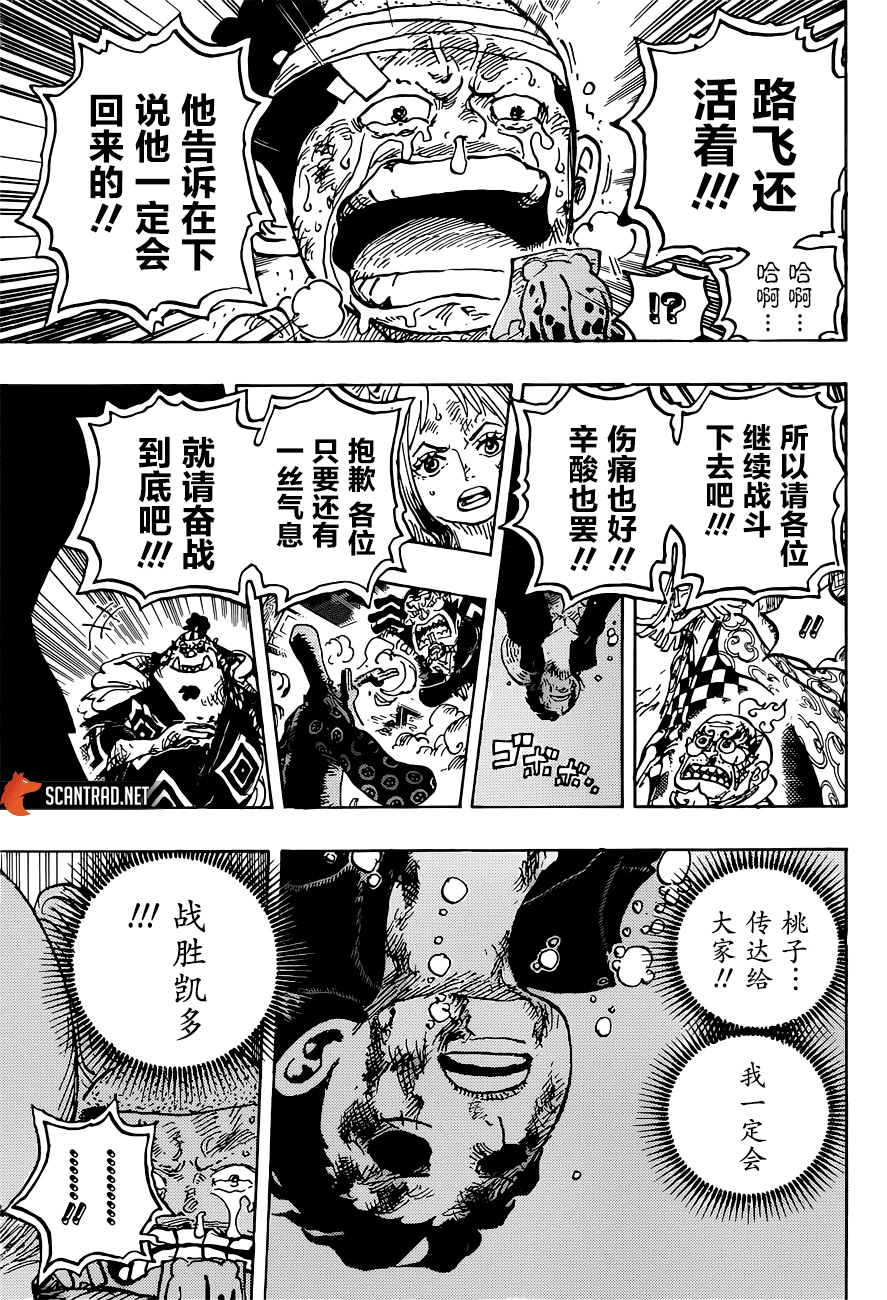 路飞还
活着!!!
哈啊…
哈啊…
!?
他告诉在下
说他一定会
回来的!!
所以请各位
继续战斗
下去吧!!!
!!
伤痛也好!!
辛酸也罢!!
ゴボボ…
抱歉 各位
只要还有
一丝气息
就请奋战
到底吧!!!
SCANTRAD.NET
桃子…
传达给
大家!!
我一定会
战胜凯多
!!!
………………!!